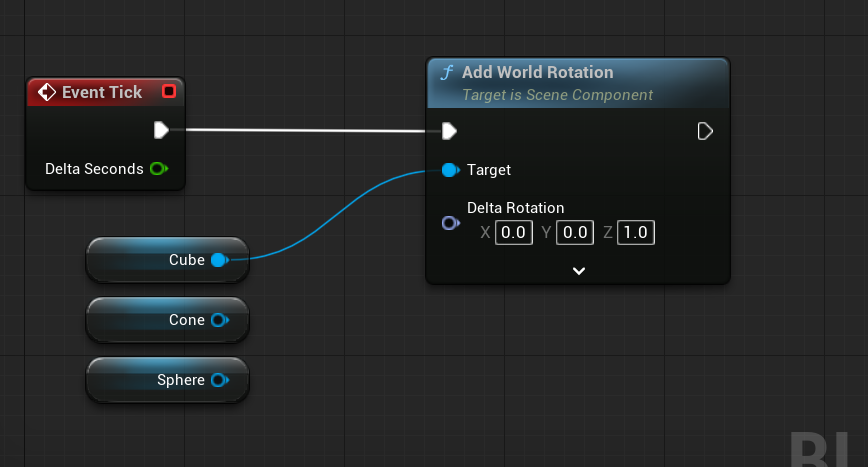 Event Tick
Delta Seconds
Cube
Cone
Sphere
f Add World Rotation
Target is Scene Component
Target
Delta Rotation
X 0.0 Y 0.0 Z 1.0